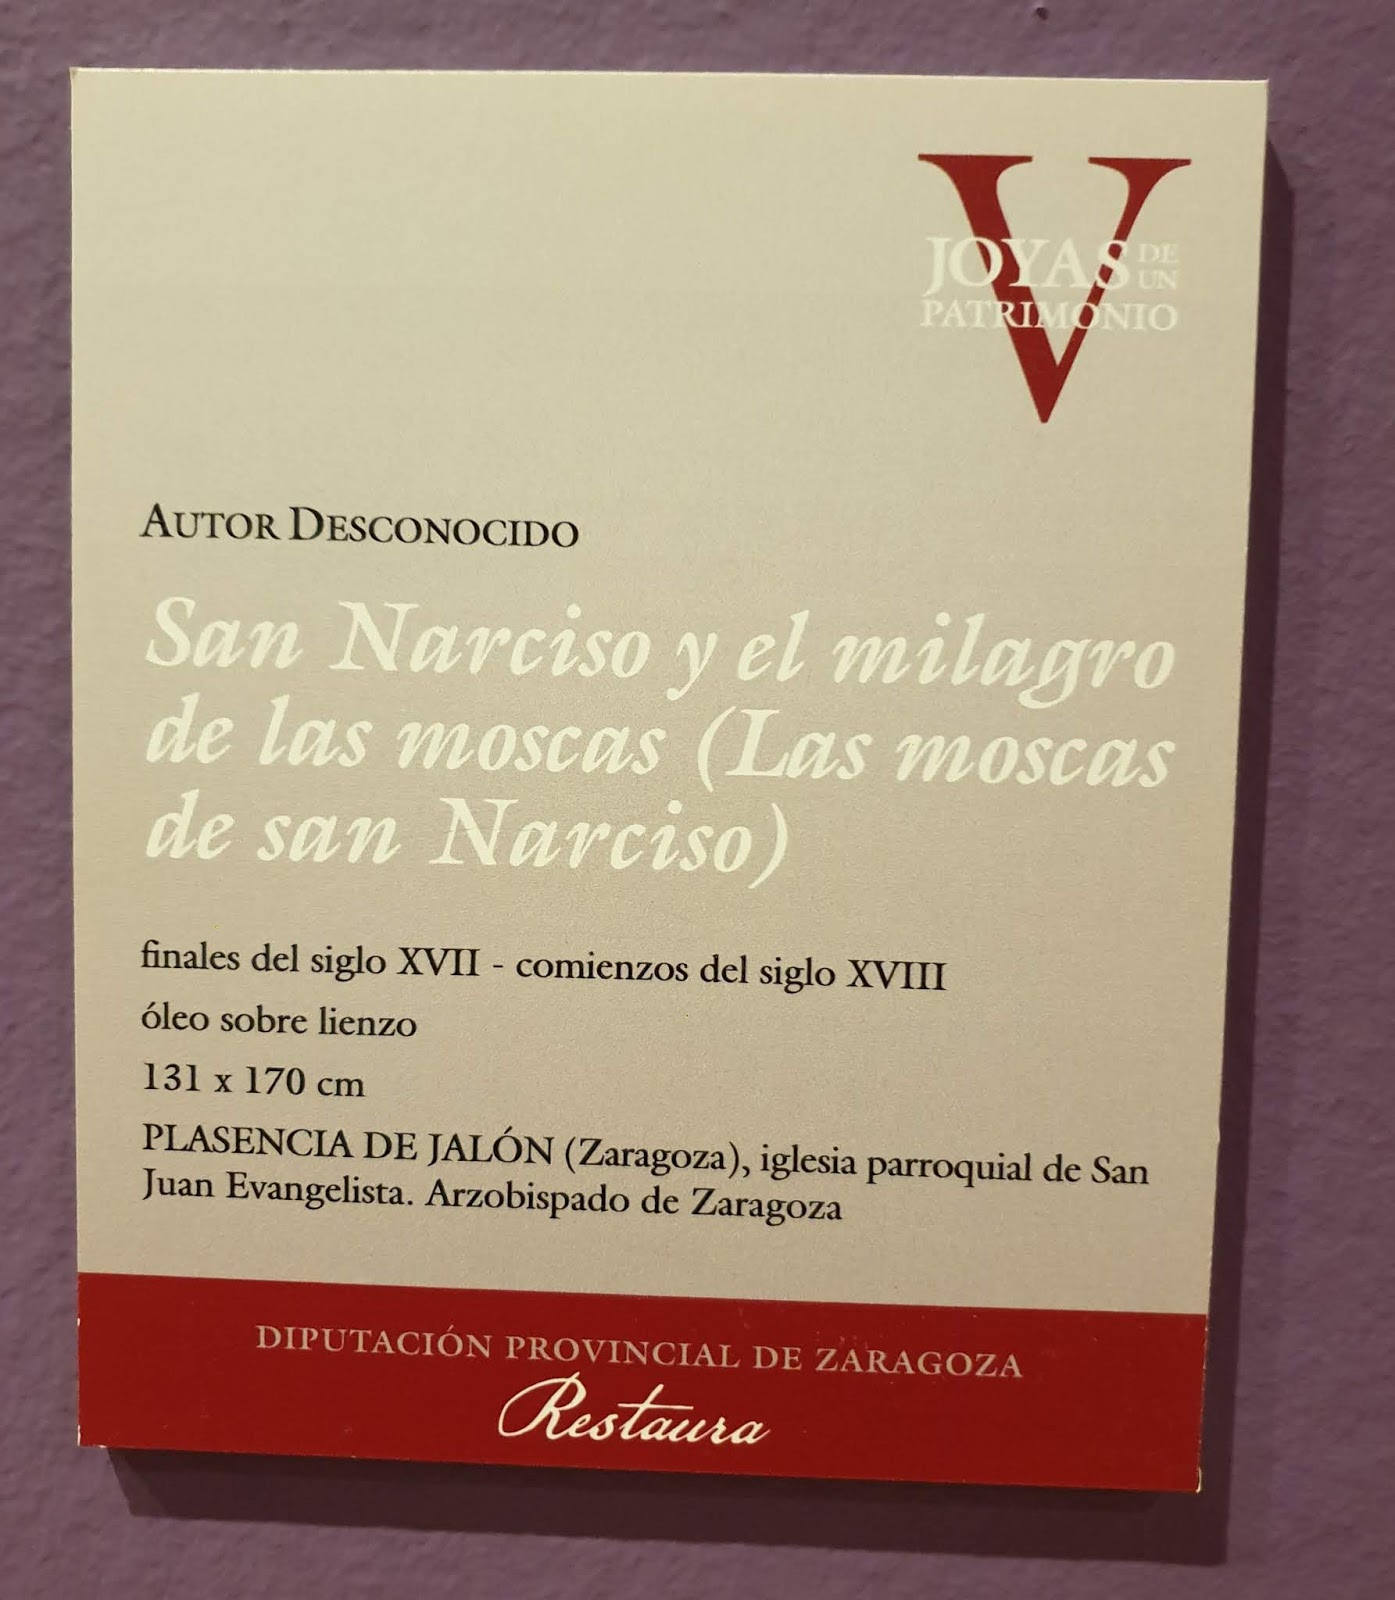 V
JOYAS DE UN
PATRIMONIO
AUTOR DESCONOCIDO
San Narciso y el milagro
de las moscas (Las moscas
de san Narciso)
finales del siglo XVII - comienzos del siglo XVIII
óleo sobre lienzo
131 x 170 cm
PLASENCIA DE JALÓN (Zaragoza), iglesia parroquial de San
Juan Evangelista. Arzobispado de Zaragoza
DIPUTACIÓN PROVINCIAL DE ZARAGOZA
Restaura